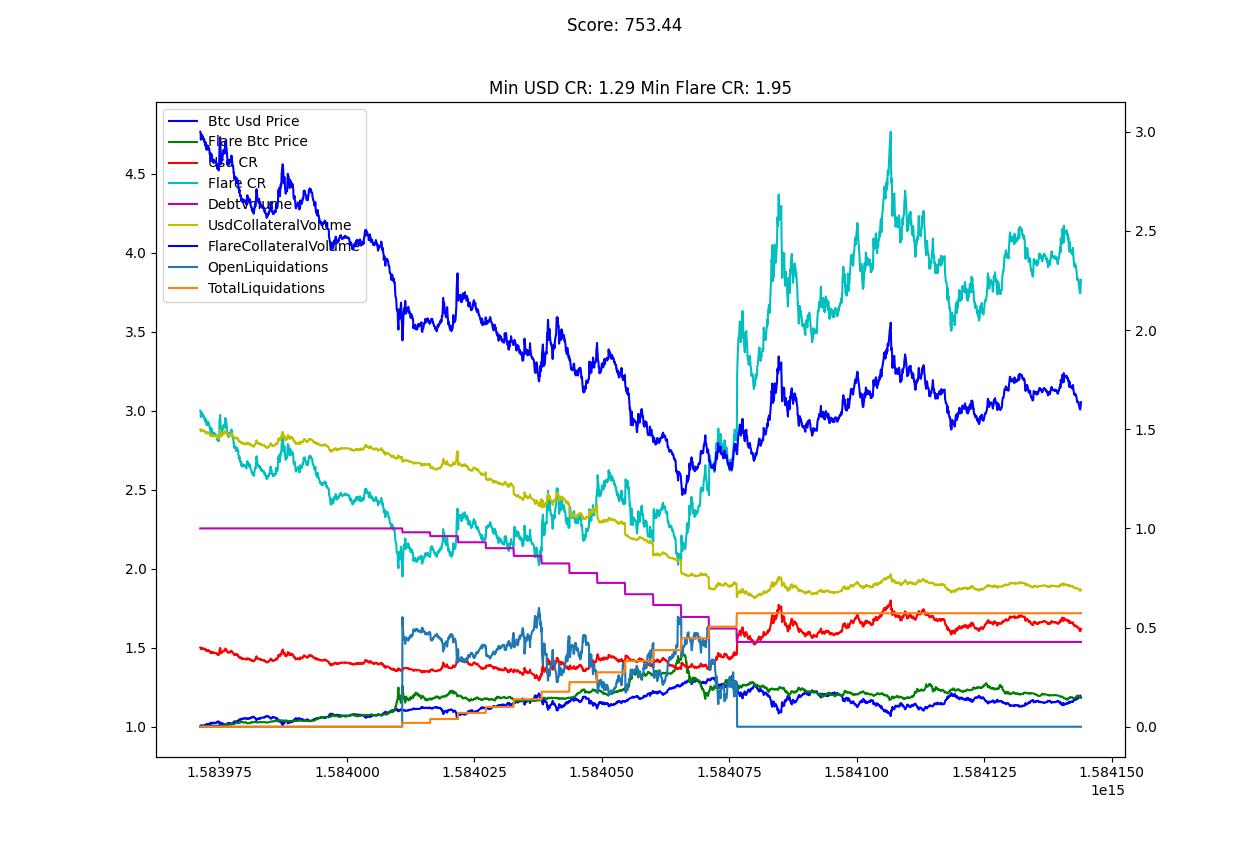 Score: 753.44
Min USD CR: 1.29 Min Flare CR: 1.95
Btc Usd Price
Flare Btc Price
Usd CR
Flare CR
DebtVolume
UsdCollateralVolume
FlareCollateralVolume
OpenLiquidations
TotalLiquidations
4.5
4.0
3.5
3.0
2.5
2.0
1.5
1.0
3.0
2.5
2.0
1.5
1.0
0.5
0.0
1.583975
1.584000
1.584025
1.584050
1.584075
1.584100
1.584125
1.584150
1e15